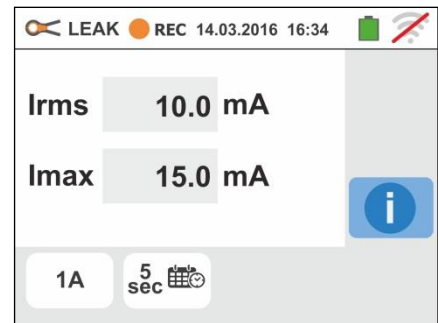 LEAK REC 14.03.2016 16:34
Irms 10.0 mA
Imax 15.0 mA
i
1A 5 sec